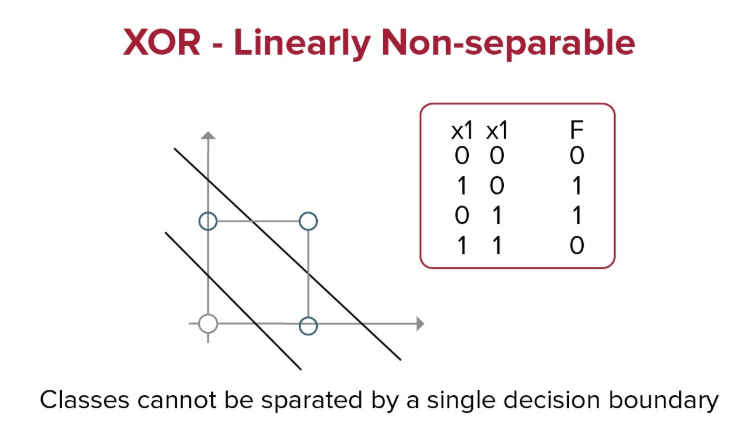 XOR - Linearly Non-separable
x1 x1 F
0 0 0
1 0 1
0 1 1
1 1 0
Classes cannot be sparated by a single decision boundary